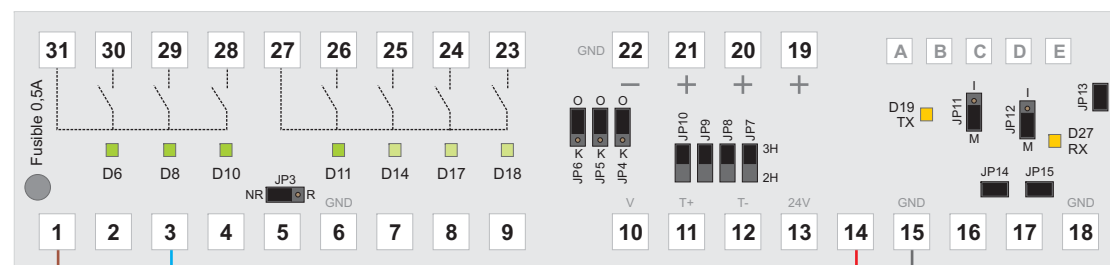 31 30 29 28 27 26 25 24 23 GND 22 21 20 19 A B C D E
Fusible 0,5A
− + + +
O O O
K K K
JP6 JP5 JP4
JP10 JP9 JP8 JP7
3H
2H
D19
TX
JP11
I
M
JP12
I
M
JP13
D27
RX
D6 D8 D10 D11 D14 D17 D18
JP3
NR R
JP14 JP15
GND V T+ T- 24V GND GND
1 2 3 4 5 6 7 8 9 10 11 12 13 14 15 16 17 18